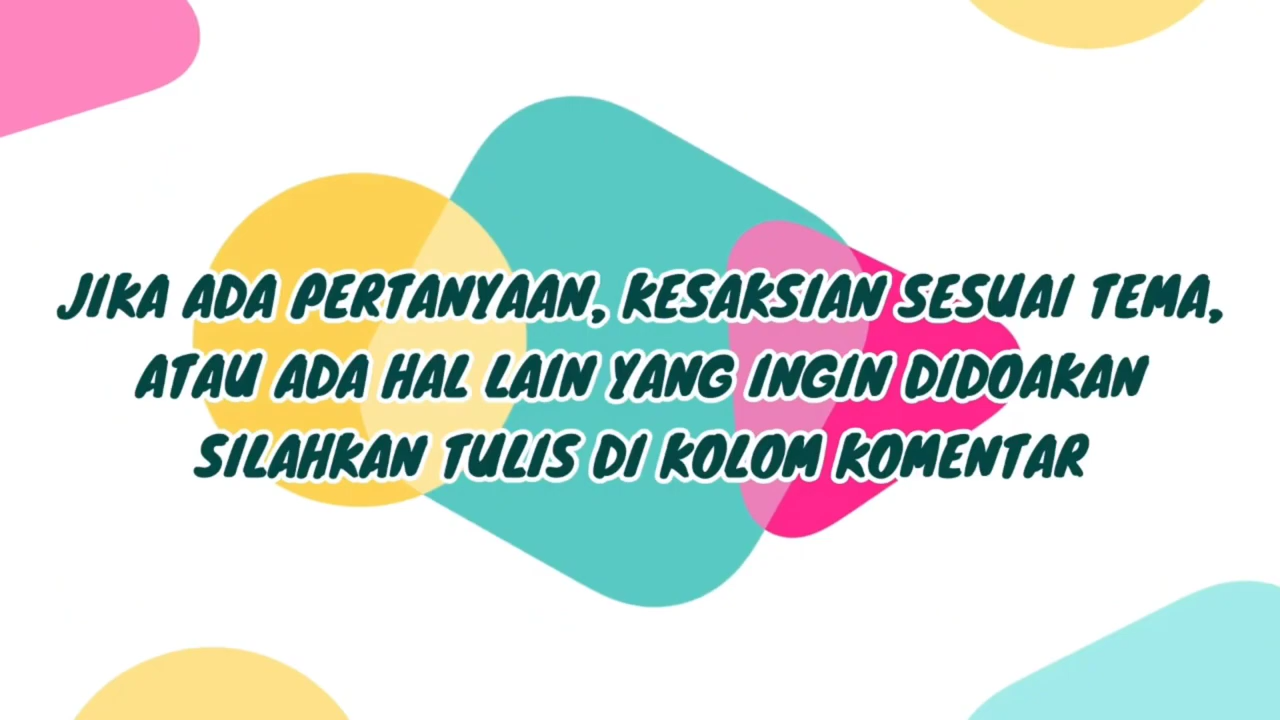 JIKA ADA PERTANYAAN, KESAKSIAN SESUAI TEMA,
ATAU ADA HAL LAIN YANG INGIN DIDOAKAN
SILAHKAN TULIS DI KOLOM KOMENTAR